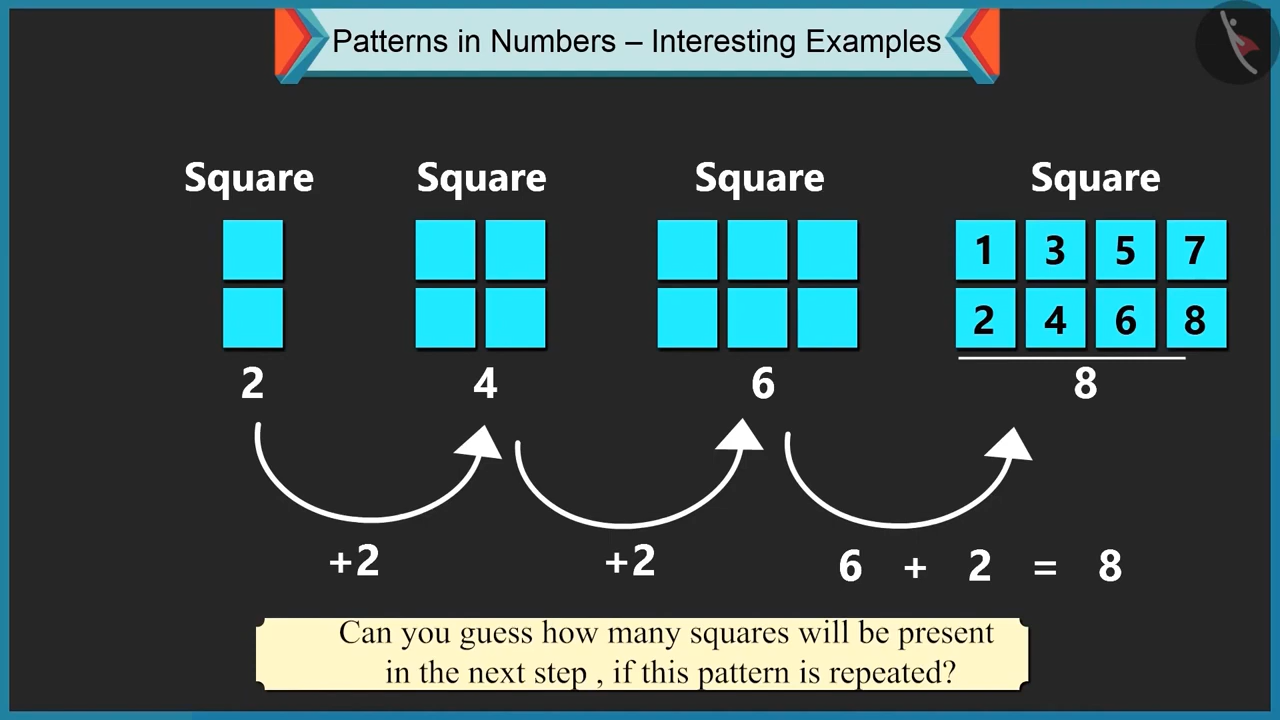 Patterns in Numbers – Interesting Examples
Square Square Square Square
1 3 5 7
2 4 6 8
2 4 6 8
+2 +2 6 + 2 = 8
Can you guess how many squares will be present
in the next step , if this pattern is repeated?